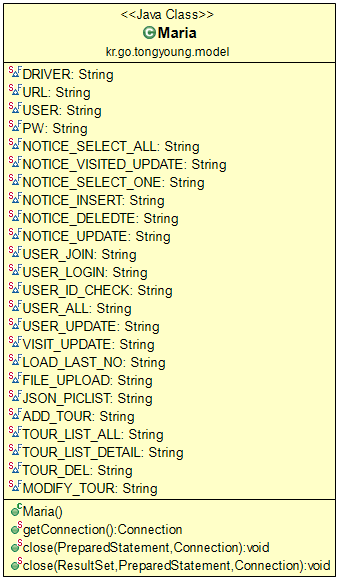 <<Java Class>>
Maria
kr.go.tongyoung.model
DRIVER: String
URL: String
USER: String
PW: String
NOTICE_SELECT_ALL: String
NOTICE_VISITED_UPDATE: String
NOTICE_SELECT_ONE: String
NOTICE_INSERT: String
NOTICE_DELEDTE: String
NOTICE_UPDATE: String
USER_JOIN: String
USER_LOGIN: String
USER_ID_CHECK: String
USER_ALL: String
USER_UPDATE: String
VISIT_UPDATE: String
LOAD_LAST_NO: String
FILE_UPLOAD: String
JSON_PICLIST: String
ADD_TOUR: String
TOUR_LIST_ALL: String
TOUR_LIST_DETAIL: String
TOUR_DEL: String
MODIFY_TOUR: String
Maria()
getConnection():Connection
close(PreparedStatement,Connection):void
close(ResultSet,PreparedStatement,Connection):void